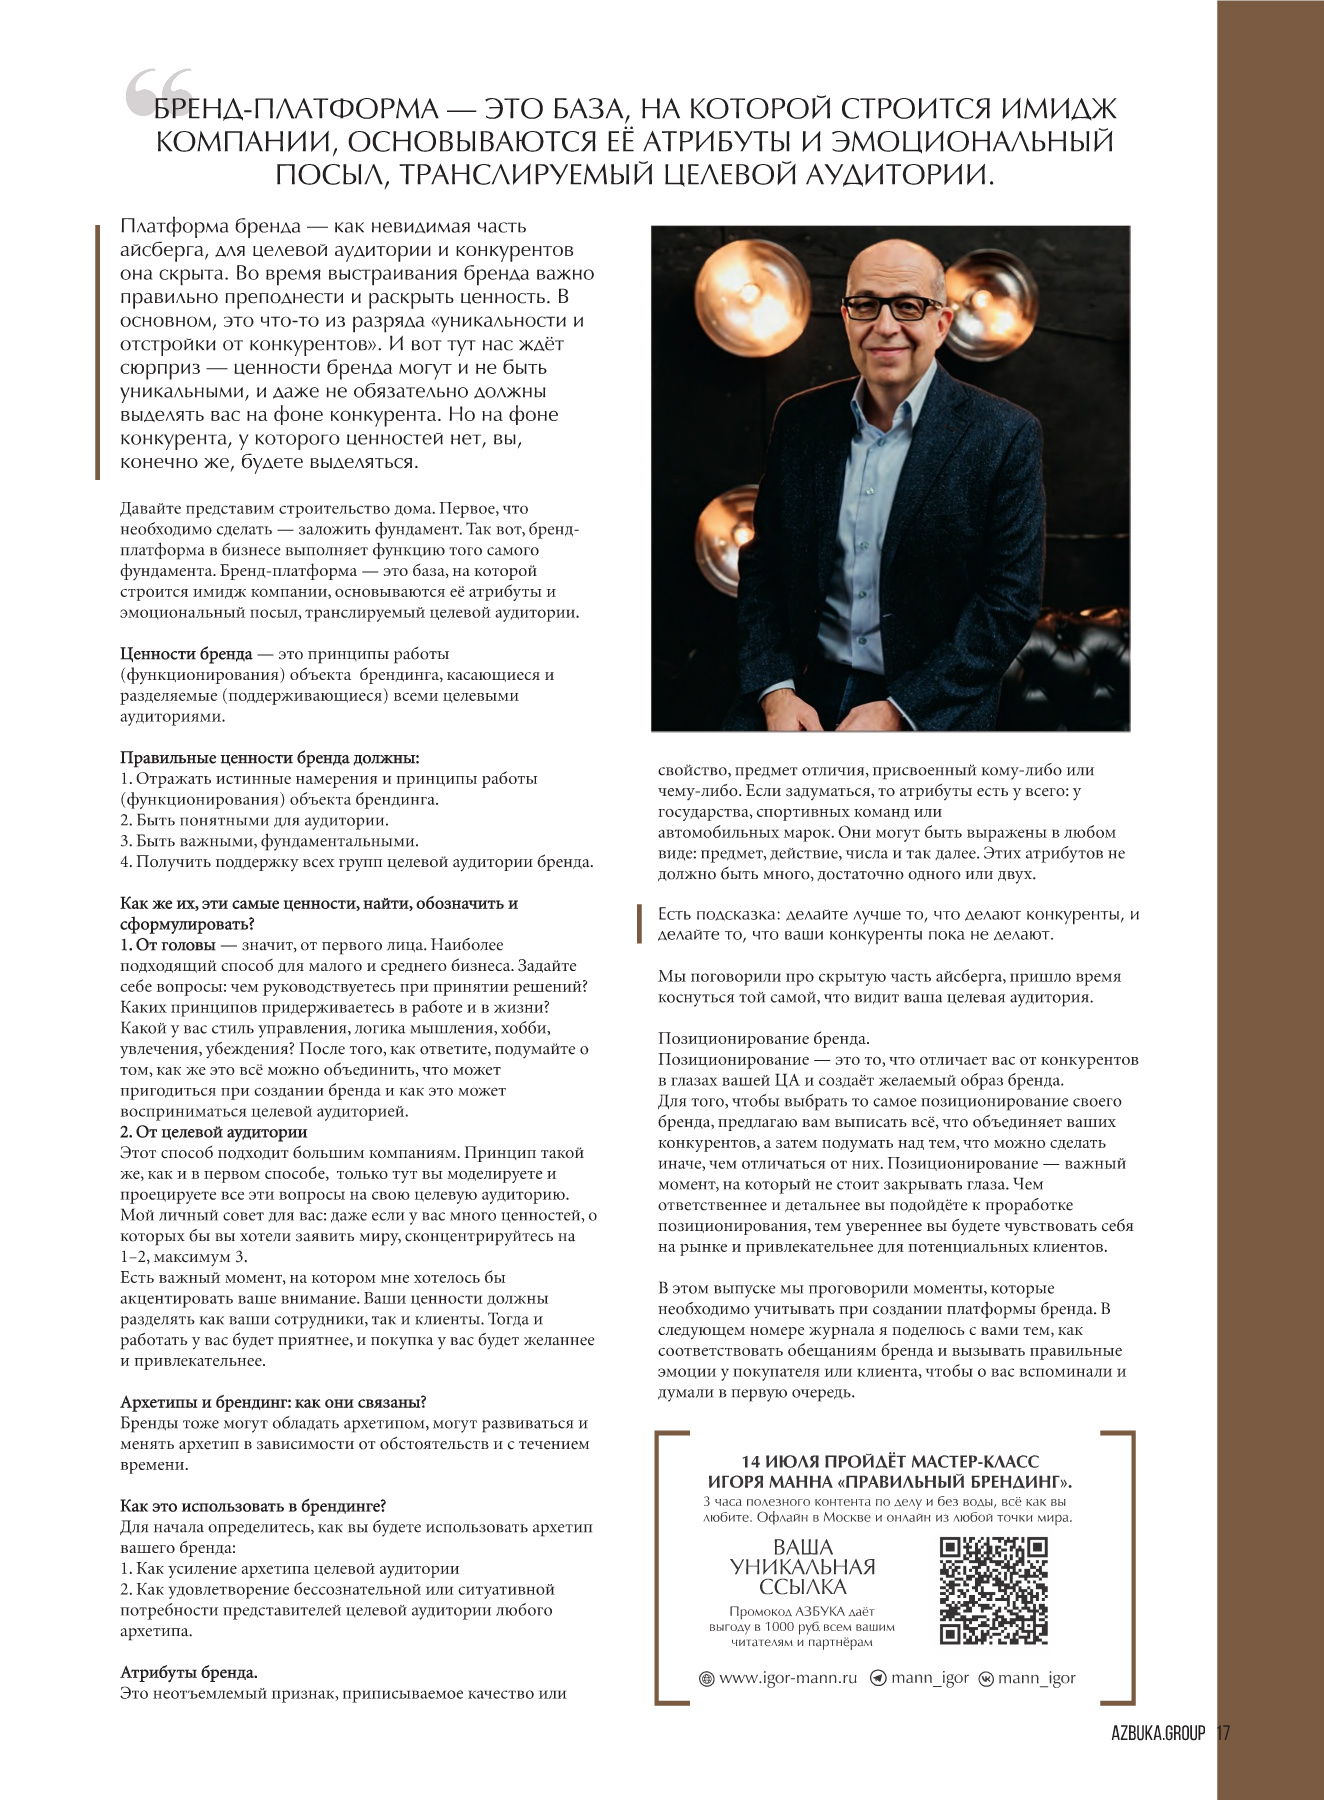 “
БРЕНД-ПЛАТФОРМА — ЭТО БАЗА, НА КОТОРОЙ СТРОИТСЯ ИМИДЖ
КОМПАНИИ, ОСНОВЫВАЮТСЯ ЕЁ АТРИБУТЫ И ЭМОЦИОНАЛЬНЫЙ
ПОСЫЛ, ТРАНСЛИРУЕМЫЙ ЦЕЛЕВОЙ АУДИТОРИИ.
Платформа бренда — как невидимая часть
айсберга, для целевой аудитории и конкурентов
она скрыта. Во время выстраивания бренда важно
правильно преподнести и раскрыть ценность. В
основном, это что-то из разряда «уникальности и
отстройки от конкурентов». И вот тут нас ждёт
сюрприз — ценности бренда могут и не быть
уникальными, и даже не обязательно должны
выделять вас на фоне конкурента. Но на фоне
конкурента, у которого ценностей нет, вы,
конечно же, будете выделяться.
Давайте представим строительство дома. Первое, что
необходимо сделать — заложить фундамент. Так вот, бренд-
платформа в бизнесе выполняет функцию того самого
фундамента. Бренд-платформа — это база, на которой
строится имидж компании, основываются её атрибуты и
эмоциональный посыл, транслируемый целевой аудитории.
Ценности бренда — это принципы работы
(функционирования) объекта  брендинга, касающиеся и
разделяемые (поддерживающиеся) всеми целевыми
аудиториями.
Правильные ценности бренда должны:
1. Отражать истинные намерения и принципы работы
(функционирования) объекта брендинга.
2. Быть понятными для аудитории.
3. Быть важными, фундаментальными.
4. Получить поддержку всех групп целевой аудитории бренда.
Как же их, эти самые ценности, найти, обозначить и
сформулировать?
1. От головы — значит, от первого лица. Наиболее
подходящий способ для малого и среднего бизнеса. Задайте
себе вопросы: чем руководствуетесь при принятии решений?
Каких принципов придерживаетесь в работе и в жизни?
Какой у вас стиль управления, логика мышления, хобби,
увлечения, убеждения? После того, как ответите, подумайте о
том, как же это всё можно объединить, что может
пригодиться при создании бренда и как это может
восприниматься целевой аудиторией.
2. От целевой аудитории
Этот способ подходит большим компаниям. Принцип такой
же, как и в первом способе,  только тут вы моделируете и
проецируете все эти вопросы на свою целевую аудиторию.
Мой личный совет для вас: даже если у вас много ценностей, о
которых бы вы хотели заявить миру, сконцентрируйтесь на
1–2, максимум 3.
Есть важный момент, на котором мне хотелось бы
акцентировать ваше внимание. Ваши ценности должны
разделять как ваши сотрудники, так и клиенты. Тогда и
работать у вас будет приятнее, и покупка у вас будет желаннее
и привлекательнее.
Архетипы и брендинг: как они связаны?
Бренды тоже могут обладать архетипом, могут развиваться и
менять архетип в зависимости от обстоятельств и с течением
времени.
Как это использовать в брендинге?
Для начала определитесь, как вы будете использовать архетип
вашего бренда:
1. Как усиление архетипа целевой аудитории
2. Как удовлетворение бессознательной или ситуативной
потребности представителей целевой аудитории любого
архетипа.
Атрибуты бренда.
Это неотъемлемый признак, приписываемое качество или
свойство, предмет отличия, присвоенный кому-либо или
чему-либо. Если задуматься, то атрибуты есть у всего: у
государства, спортивных команд или
автомобильных марок. Они могут быть выражены в любом
виде: предмет, действие, числа и так далее. Этих атрибутов не
должно быть много, достаточно одного или двух.
Есть подсказка: делайте лучше то, что делают конкуренты, и
делайте то, что ваши конкуренты пока не делают.
Мы поговорили про скрытую часть айсберга, пришло время
коснуться той самой, что видит ваша целевая аудитория.
Позиционирование бренда.
Позиционирование — это то, что отличает вас от конкурентов
в глазах вашей ЦА и создаёт желаемый образ бренда.
Для того, чтобы выбрать то самое позиционирование своего
бренда, предлагаю вам выписать всё, что объединяет ваших
конкурентов, а затем подумать над тем, что можно сделать
иначе, чем отличаться от них. Позиционирование — важный
момент, на который не стоит закрывать глаза. Чем
ответственнее и детальнее вы подойдёте к проработке
позиционирования, тем увереннее вы будете чувствовать себя
на рынке и привлекательнее для потенциальных клиентов.
В этом выпуске мы проговорили моменты, которые
необходимо учитывать при создании платформы бренда. В
следующем номере журнала я поделюсь с вами тем, как
соответствовать обещаниям бренда и вызывать правильные
эмоции у покупателя или клиента, чтобы о вас вспоминали и
думали в первую очередь.
14 ИЮЛЯ ПРОЙДЁТ МАСТЕР-КЛАСС
ИГОРЯ МАННА «ПРАВИЛЬНЫЙ БРЕНДИНГ».
3 часа полезного контента по делу и без воды, всё как вы
любите. Офлайн в Москве и онлайн из любой точки мира.
ВАША
УНИКАЛЬНАЯ
ССЫЛКА
Промокод АЗБУКА даёт
выгоду в 1000 руб. всем вашим
читателям и партнёрам
www.igor-mann.ru mann_igor mann_igor
AZBUKA.GROUP 17